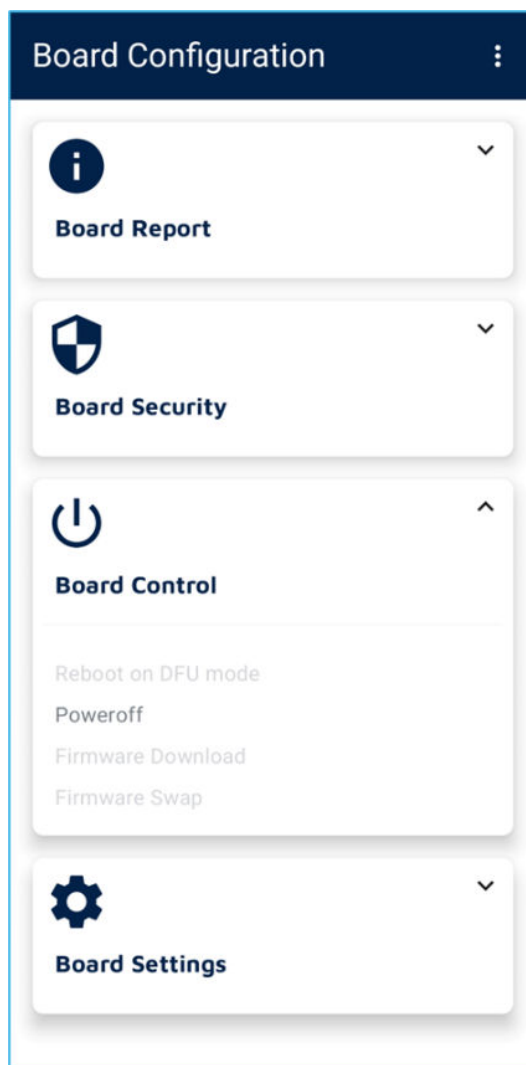 Board Configuration
Board Report
Board Security
Board Control
Reboot on DFU mode
Poweroff
Firmware Download
Firmware Swap
Board Settings